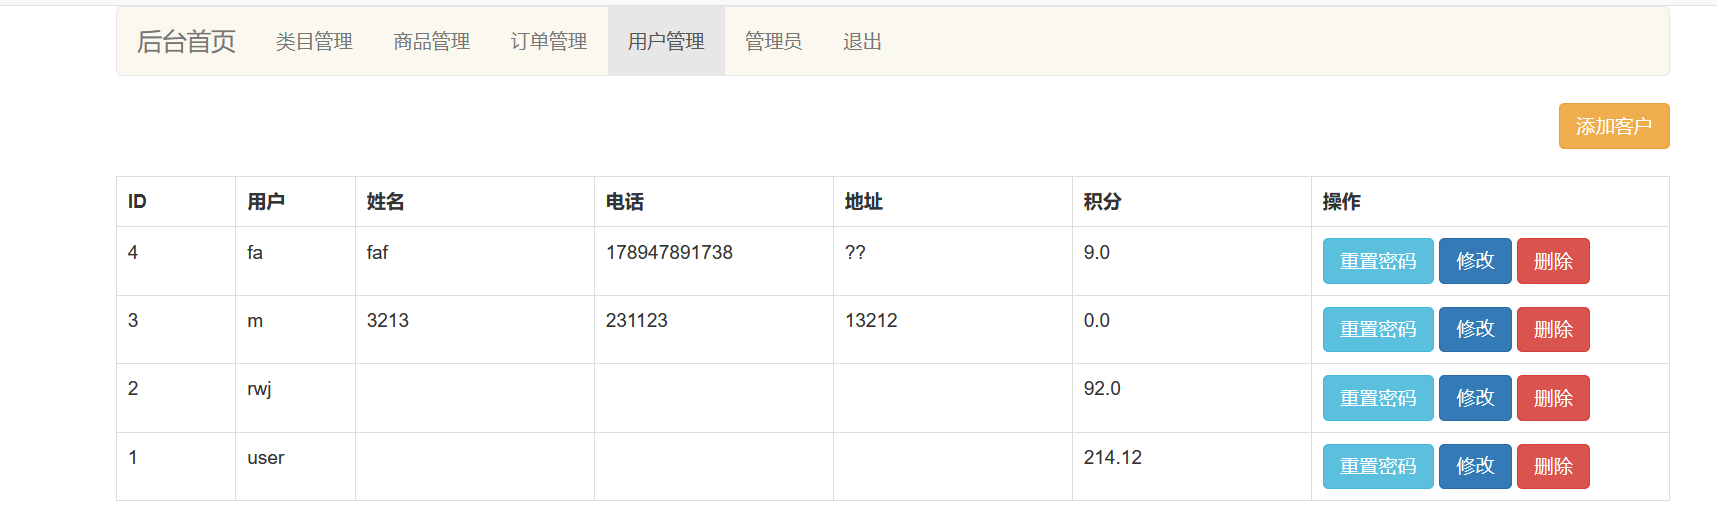 后台首页 类目管理 商品管理 订单管理 用户管理 管理员 退出
添加客户
ID 用户 姓名 电话 地址 积分 操作
4 fa faf 178947891738 ?? 9.0 重置密码 修改 删除
3 m 3213 231123 13212 0.0 重置密码 修改 删除
2 rwj 92.0 重置密码 修改 删除
1 user 214.12 重置密码 修改 删除